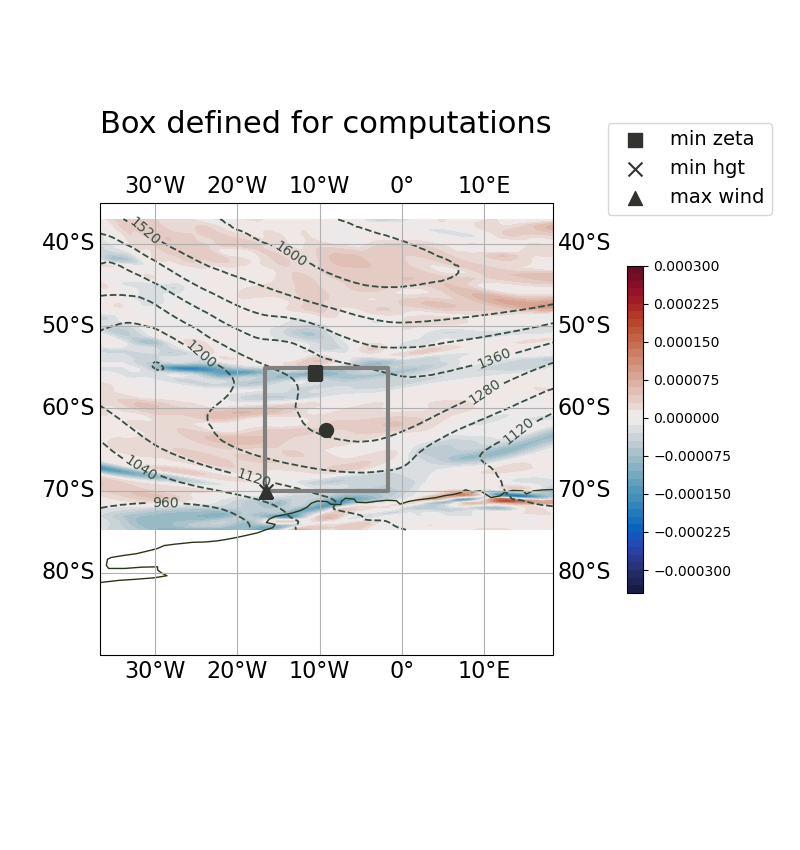 Box defined for computations
min zeta
min hgt
max wind
30°W 20°W 10°W 0° 10°E
40°S 40°S
50°S 50°S
60°S 60°S
70°S 70°S
80°S 80°S
30°W 20°W 10°W 0° 10°E
1520
1600
1200
1360
1280
1120
1040
1120
960
0.000300
0.000225
0.000150
0.000075
0.000000
−0.000075
−0.000150
−0.000225
−0.000300